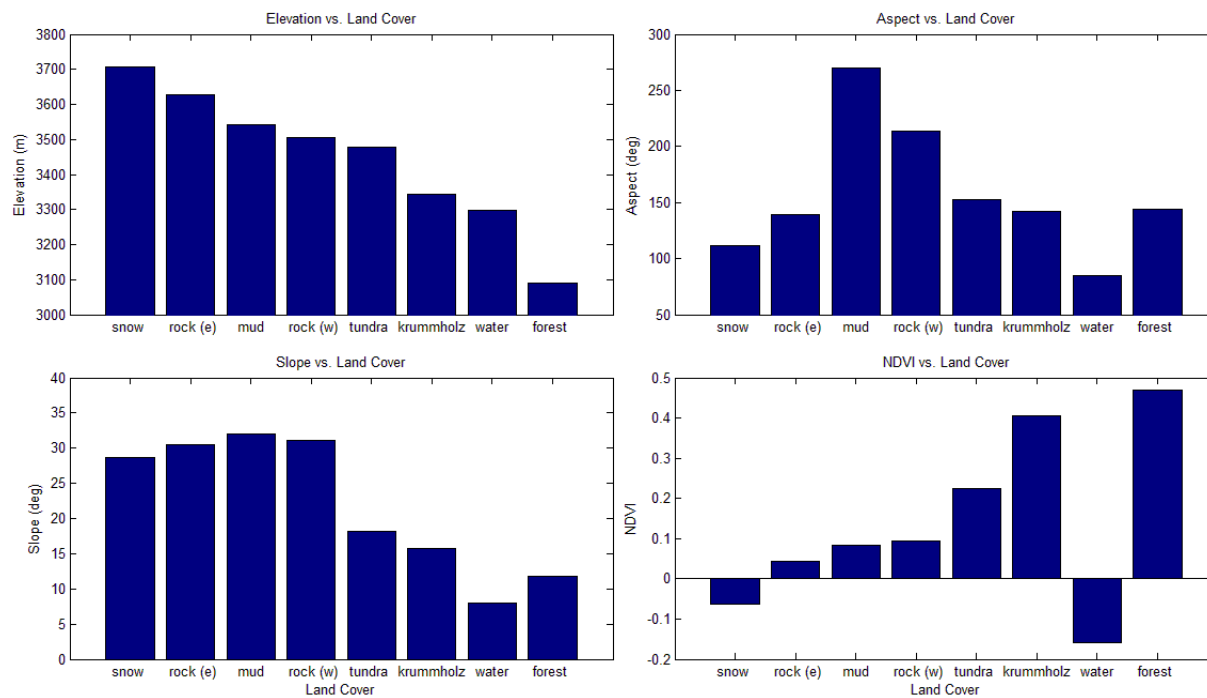 Elevation vs. Land Cover
3800
3700
3600
3500
3400
3300
3200
3100
3000
Elevation (m)
snow rock (e) mud rock (w) tundra krummholz water forest
Aspect vs. Land Cover
300
250
200
150
100
50
Aspect (deg)
snow rock (e) mud rock (w) tundra krummholz water forest
Slope vs. Land Cover
40
35
30
25
20
15
10
5
0
Slope (deg)
snow rock (e) mud rock (w) tundra krummholz water forest
Land Cover
NDVI vs. Land Cover
0.5
0.4
0.3
0.2
0.1
0
-0.1
-0.2
NDVI
snow rock (e) mud rock (w) tundra krummholz water forest
Land Cover